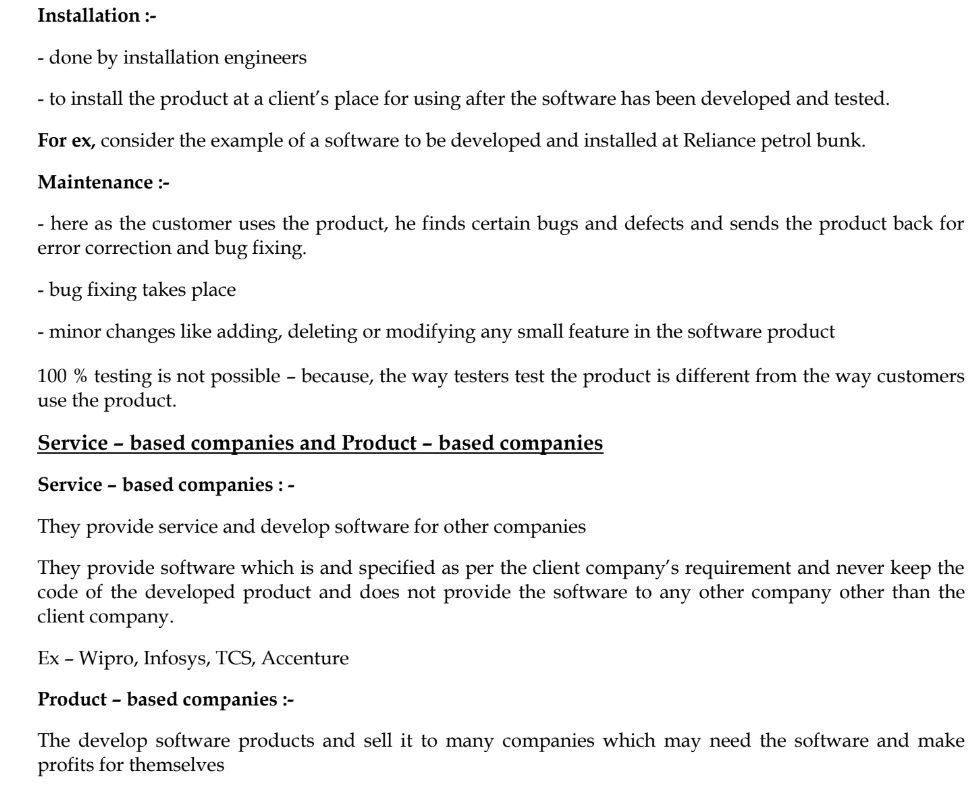 Installation :-
- done by installation engineers
- to install the product at a client’s place for using after the software has been developed and tested.
For ex, consider the example of a software to be developed and installed at Reliance petrol bunk.
Maintenance :-
- here as the customer uses the product, he finds certain bugs and defects and sends the product back for
error correction and bug fixing.
- bug fixing takes place
- minor changes like adding, deleting or modifying any small feature in the software product
100 % testing is not possible – because, the way testers test the product is different from the way customers
use the product.
Service – based companies and Product – based companies
Service – based companies : -
They provide service and develop software for other companies
They provide software which is and specified as per the client company’s requirement and never keep the
code of the developed product and does not provide the software to any other company other than the
client company.
Ex – Wipro, Infosys, TCS, Accenture
Product – based companies :-
The develop software products and sell it to many companies which may need the software and make
profits for themselves